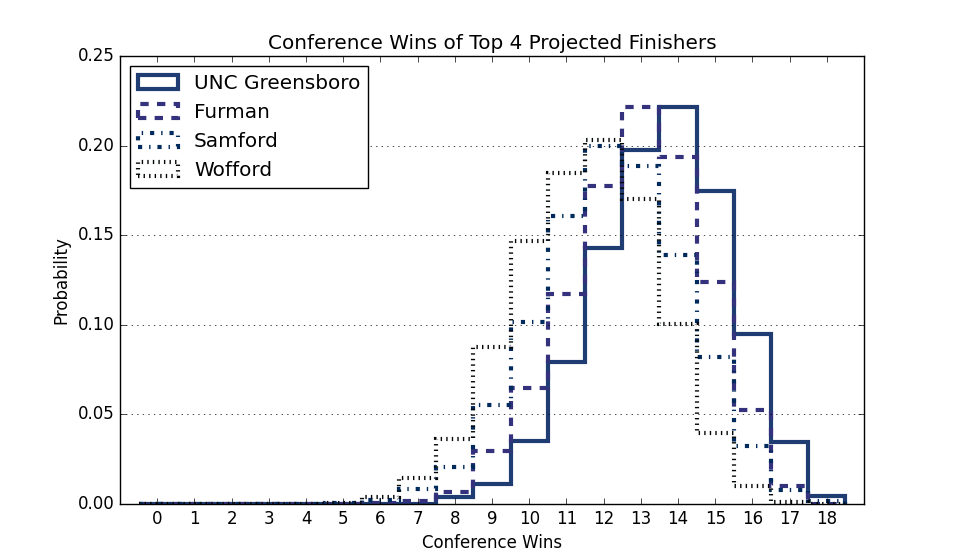 Conference Wins of Top 4 Projected Finishers
UNC Greensboro
Furman
Samford
Wofford
0.25
0.20
0.15
0.10
0.05
0.00
Probability
0 1 2 3 4 5 6 7 8 9 10 11 12 13 14 15 16 17 18
Conference Wins